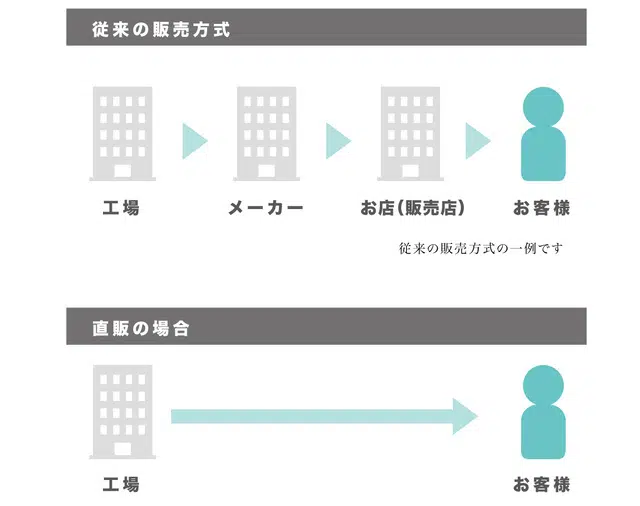 従来の販売方式
工場
メーカー
お店(販売店)
お客様
従来の販売方式の一例です
直販の場合
工場
お客様